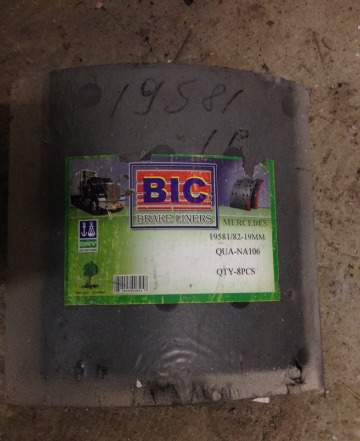 19581
BIC
BRAKE LINERS
MERCEDES
19581/82-19MM
QUA-NA106
QTY-8PCS